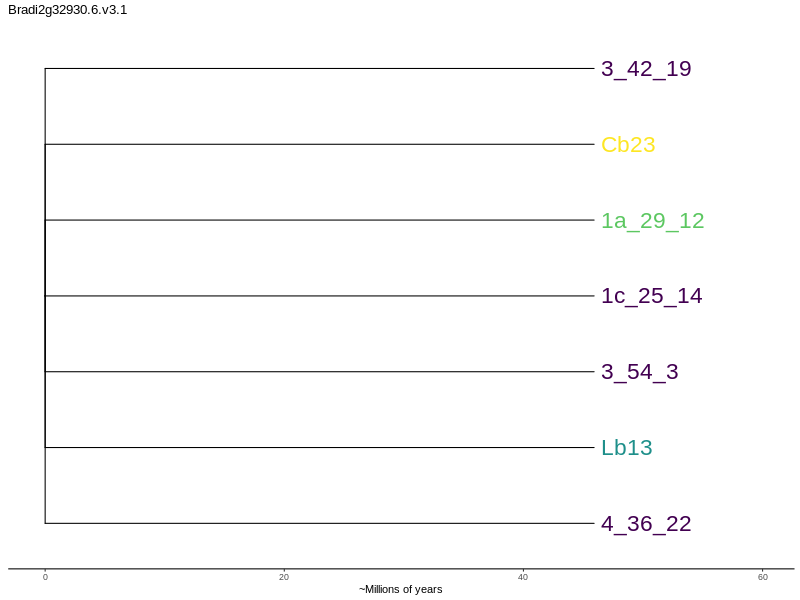 Bradi2g32930.6.v3.1
3_42_19
Cb23
1a_29_12
1c_25_14
3_54_3
Lb13
4_36_22
0 20 40 60
~Millions of years